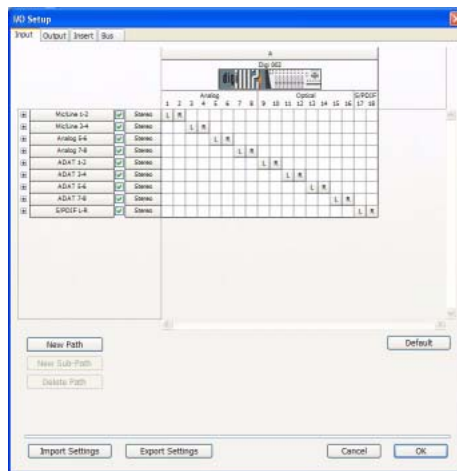 I/O Setup
Input Output Insert Bus
A
Digi 002
Analog Optical S/PDIF
1 2 3 4 5 6 7 8 9 10 11 12 13 14 15 16 17 18
Mic/Line 1-2 Stereo L R
Mic/Line 3-4 Stereo L R
Analog 5-6 Stereo L R
Analog 7-8 Stereo L R
ADAT 1-2 Stereo L R
ADAT 3-4 Stereo L R
ADAT 5-6 Stereo L R
ADAT 7-8 Stereo L R
S/PDIF L-R Stereo L R
New Path Default
New Sub-Path
Delete Path
Import Settings Export Settings Cancel OK